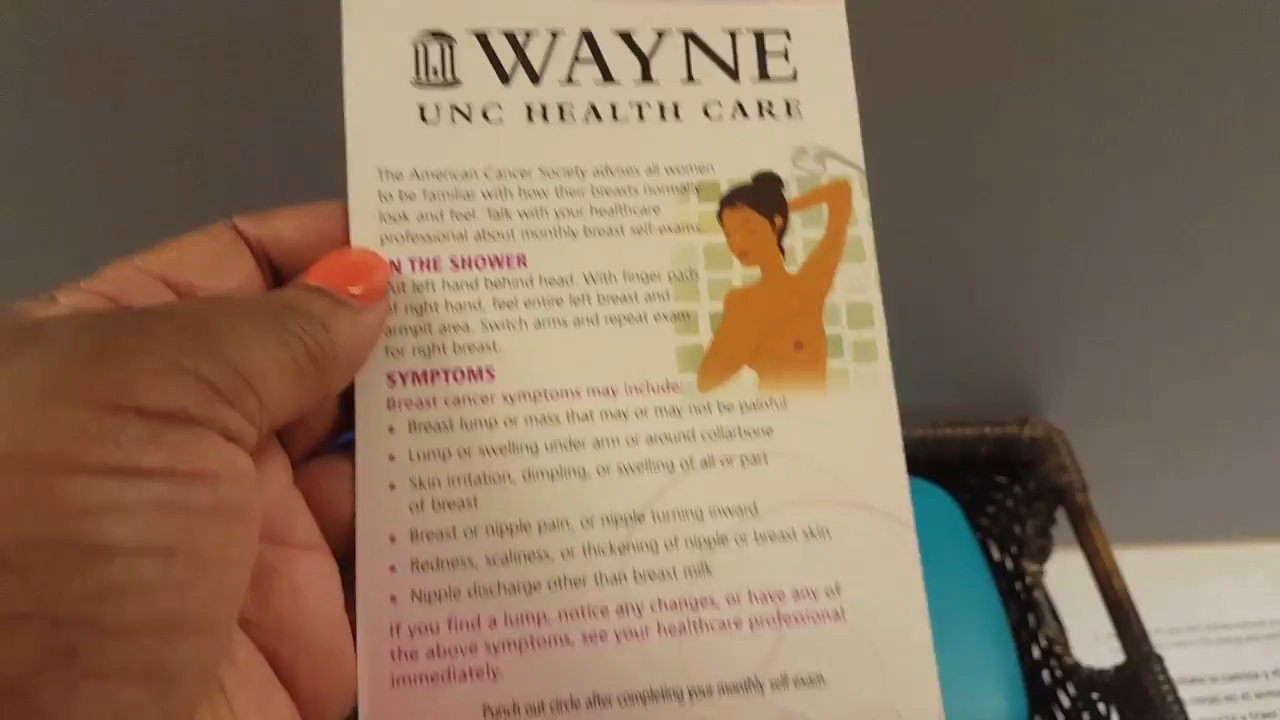 WAYNE
UNC HEALTH CARE
The American Cancer Society advises all women
to be familiar with how their breasts normally
look and feel. Talk with your healthcare
professional about monthly breast self-exams.
N THE SHOWER
ut left hand behind head. With finger pads
of right hand, feel entire left breast and
armpit area. Switch arms and repeat exam
for right breast.
SYMPTOMS
Breast cancer symptoms may include:
• Breast lump or mass that may or may not be painful
• Lump or swelling under arm or around collarbone
• Skin irritation, dimpling, or swelling of all or part
of breast
• Breast or nipple pain, or nipple turning inward
• Redness, scaliness, or thickening of nipple or breast skin
• Nipple discharge other than breast milk
If you find a lump, notice any changes, or have any of
the above symptoms, see your healthcare professional
immediately.
Punch out circle after completing your monthly self exam.